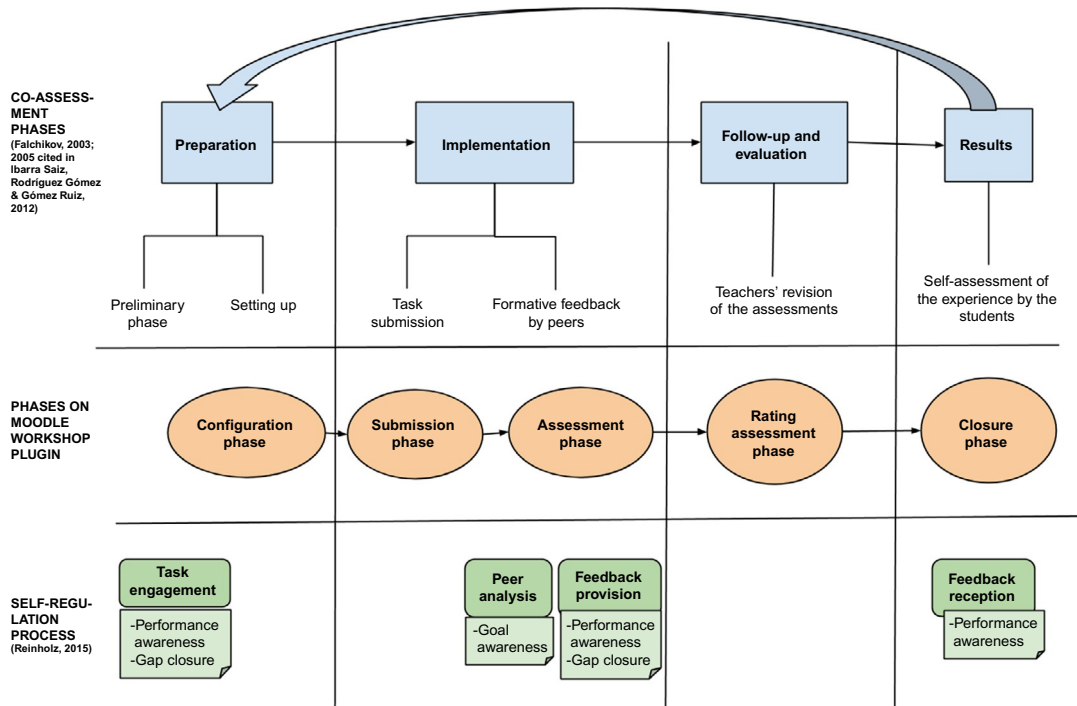 CO-ASSESS-
MENT
PHASES
(Falchikov, 2003;
2005 cited in
Ibarra Saiz,
Rodríguez Gómez
& Gómez Ruiz,
2012)
Preparation
Implementation
Follow-up and
evaluation
Results
Preliminary
phase
Setting up
Task
submission
Formative feedback
by peers
Teachers' revision
of the assessments
Self-assessment of
the experience by the
students
PHASES ON
MOODLE
WORKSHOP
PLUGIN
Configuration
phase
Submission
phase
Assessment
phase
Rating
assessment
phase
Closure
phase
SELF-REGU-
LATION
PROCESS
(Reinholz, 2015)
Task
engagement
-Performance
awareness
-Gap closure
Peer
analysis
-Goal
awareness
Feedback
provision
-Performance
awareness
-Gap closure
Feedback
reception
-Performance
awareness